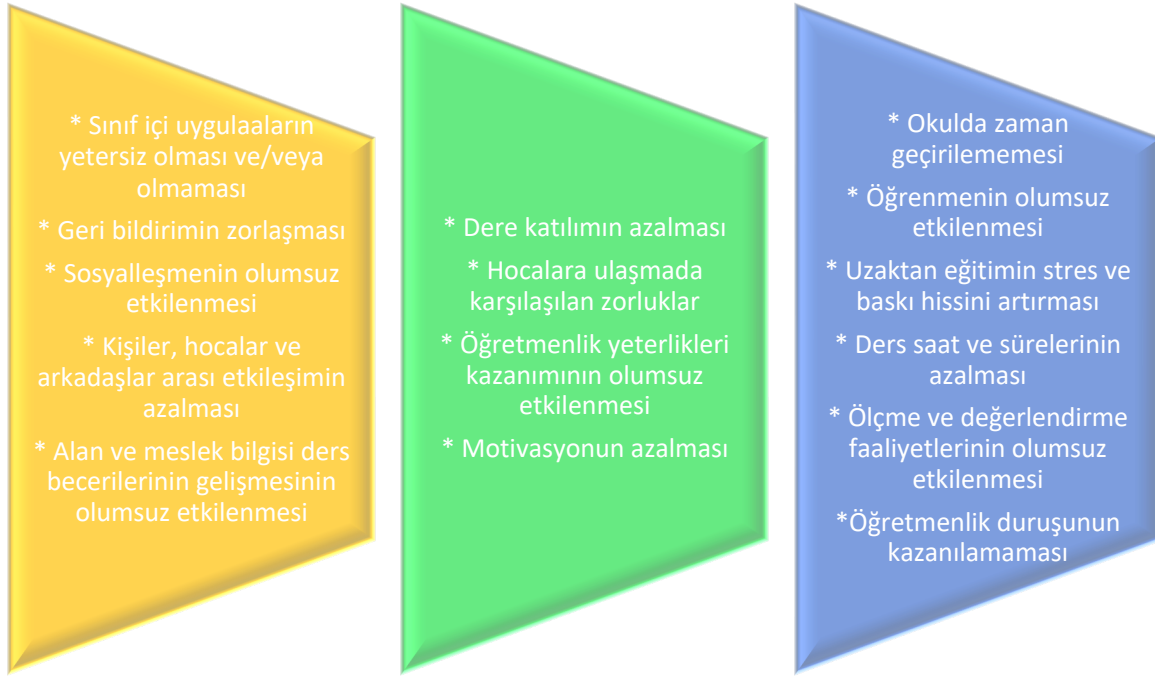 * Sınıf içi uygulaaların
yetersiz olması ve/veya
olmaması
* Geri bildirimin zorlaşması
* Sosyalleşmenin olumsuz
etkilenmesi
* Kişiler, hocalar ve
arkadaşlar arası etkileşimin
azalması
* Alan ve meslek bilgisi ders
becerilerinin gelişmesinin
olumsuz etkilenmesi
* Dere katılımın azalması
* Hocalara ulaşmada
karşılaşılan zorluklar
* Öğretmenlik yeterlikleri
kazanımının olumsuz
etkilenmesi
* Motivasyonun azalması
* Okulda zaman
geçirilememesi
* Öğrenmenin olumsuz
etkilenmesi
* Uzaktan eğitimin stres ve
baskı hissini artırması
* Ders saat ve sürelerinin
azalması
* Ölçme ve değerlendirme
faaliyetlerinin olumsuz
etkilenmesi
*Öğretmenlik duruşunun
kazanılamaması